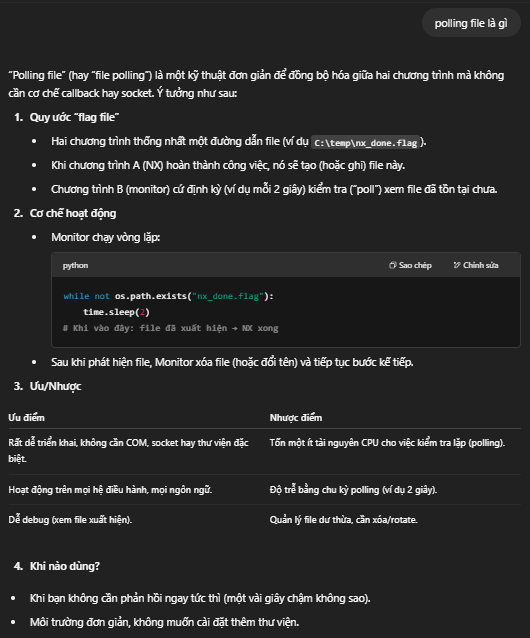 polling file là gì
"Polling file" (hay "file polling") là một kỹ thuật đơn giản để đồng bộ hóa giữa hai chương trình mà không
cần cơ chế callback hay socket. Ý tưởng như sau:
1. Quy ước "flag file"
• Hai chương trình thống nhất một đường dẫn file (ví dụ C:\temp\nx_done.flag ).
• Khi chương trình A (NX) hoàn thành công việc, nó sẽ tạo (hoặc ghi) file này.
• Chương trình B (monitor) cứ định kỳ (ví dụ mỗi 2 giây) kiểm tra ("poll") xem file đã tồn tại chưa.
2. Cơ chế hoạt động
• Monitor chạy vòng lặp:
python Sao chép Chỉnh sửa
while not os.path.exists("nx_done.flag"):
    time.sleep(2)
# Khi vào đây: file đã xuất hiện → NX xong
• Sau khi phát hiện file, Monitor xóa file (hoặc đổi tên) và tiếp tục bước kế tiếp.
3. Ưu/Nhược
Ưu điểm Nhược điểm
Rất dễ triển khai, không cần COM, socket hay thư viện đặc Tốn một ít tài nguyên CPU cho việc kiểm tra lặp (polling).
biệt.
Hoạt động trên mọi hệ điều hành, mọi ngôn ngữ. Độ trễ bằng chu kỳ polling (ví dụ 2 giây).
Dễ debug (xem file xuất hiện). Quản lý file dư thừa, cần xóa/rotate.
4. Khi nào dùng?
• Khi bạn không cần phản hồi ngay tức thì (một vài giây chậm không sao).
• Môi trường đơn giản, không muốn cài đặt thêm thư viện.